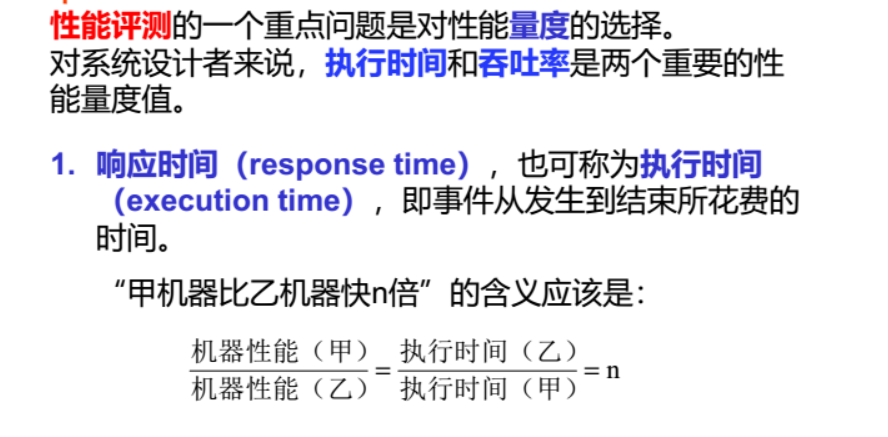 性能评测的一个重点问题是对性能量度的选择。
对系统设计者来说，执行时间和吞吐率是两个重要的性
能量度值。
1. 响应时间（response time），也可称为执行时间
（execution time），即事件从发生到结束所花费的
时间。
“甲机器比乙机器快n倍”的含义应该是：
机器性能（甲） 执行时间（乙）
= = n
机器性能（乙） 执行时间（甲）